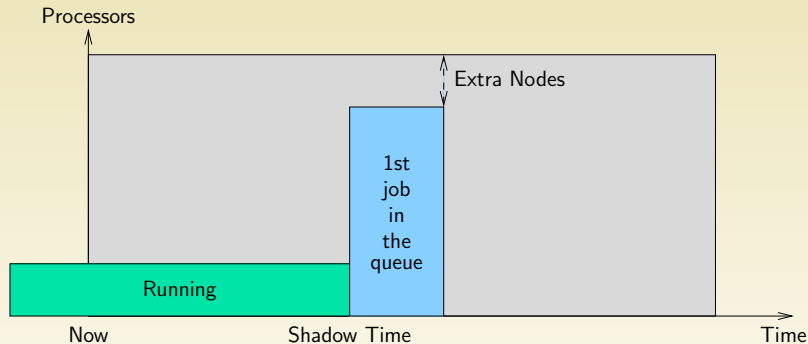 Processors
Extra Nodes
1st
job
in
the
queue
Running
Now
Shadow Time
Time